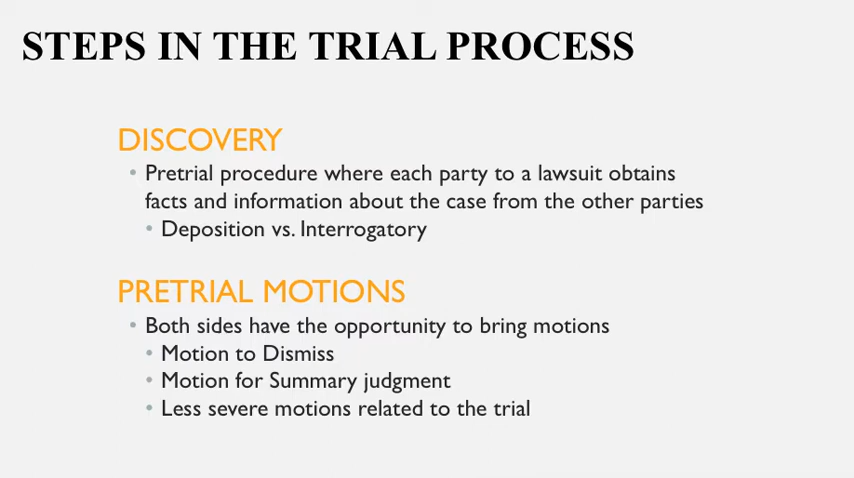 STEPS IN THE TRIAL PROCESS
DISCOVERY
• Pretrial procedure where each party to a lawsuit obtains
facts and information about the case from the other parties
• Deposition vs. Interrogatory
PRETRIAL MOTIONS
• Both sides have the opportunity to bring motions
• Motion to Dismiss
• Motion for Summary judgment
• Less severe motions related to the trial